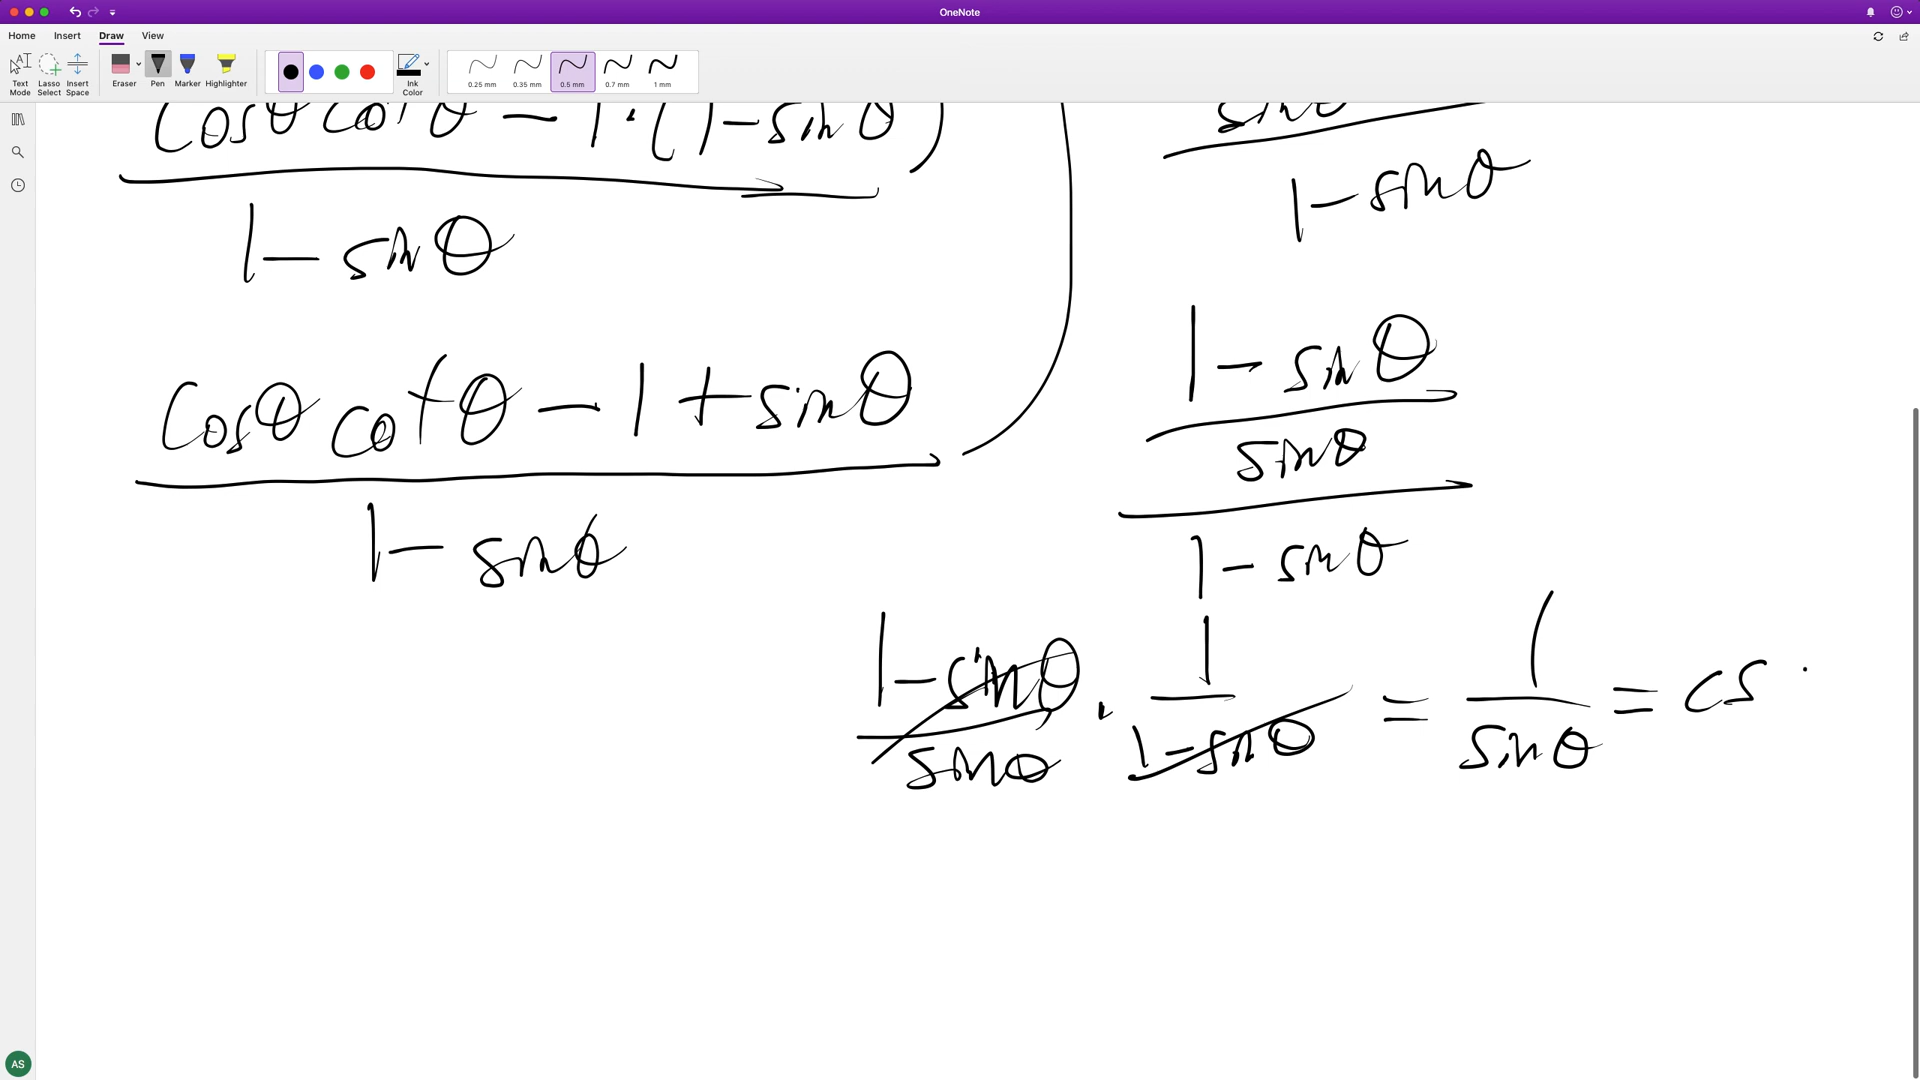 OneNote
Home Insert Draw View
Text Mode
Lasso Select
Insert Space
Eraser
Pen
Marker
Highlighter
Ink Color
0.25 mm
0.35 mm
0.5 mm
0.7 mm
1 mm
cosθ cotθ - 1·(1-sinθ)
1 - sinθ
cosθ cotθ - 1 + sinθ
1 - sinθ
sinθ
1 - sinθ
1 - sinθ
sinθ
1 - sinθ
1 - sinθ · 1 = 1 = cs
sinθ 1-sinθ sinθ
AS